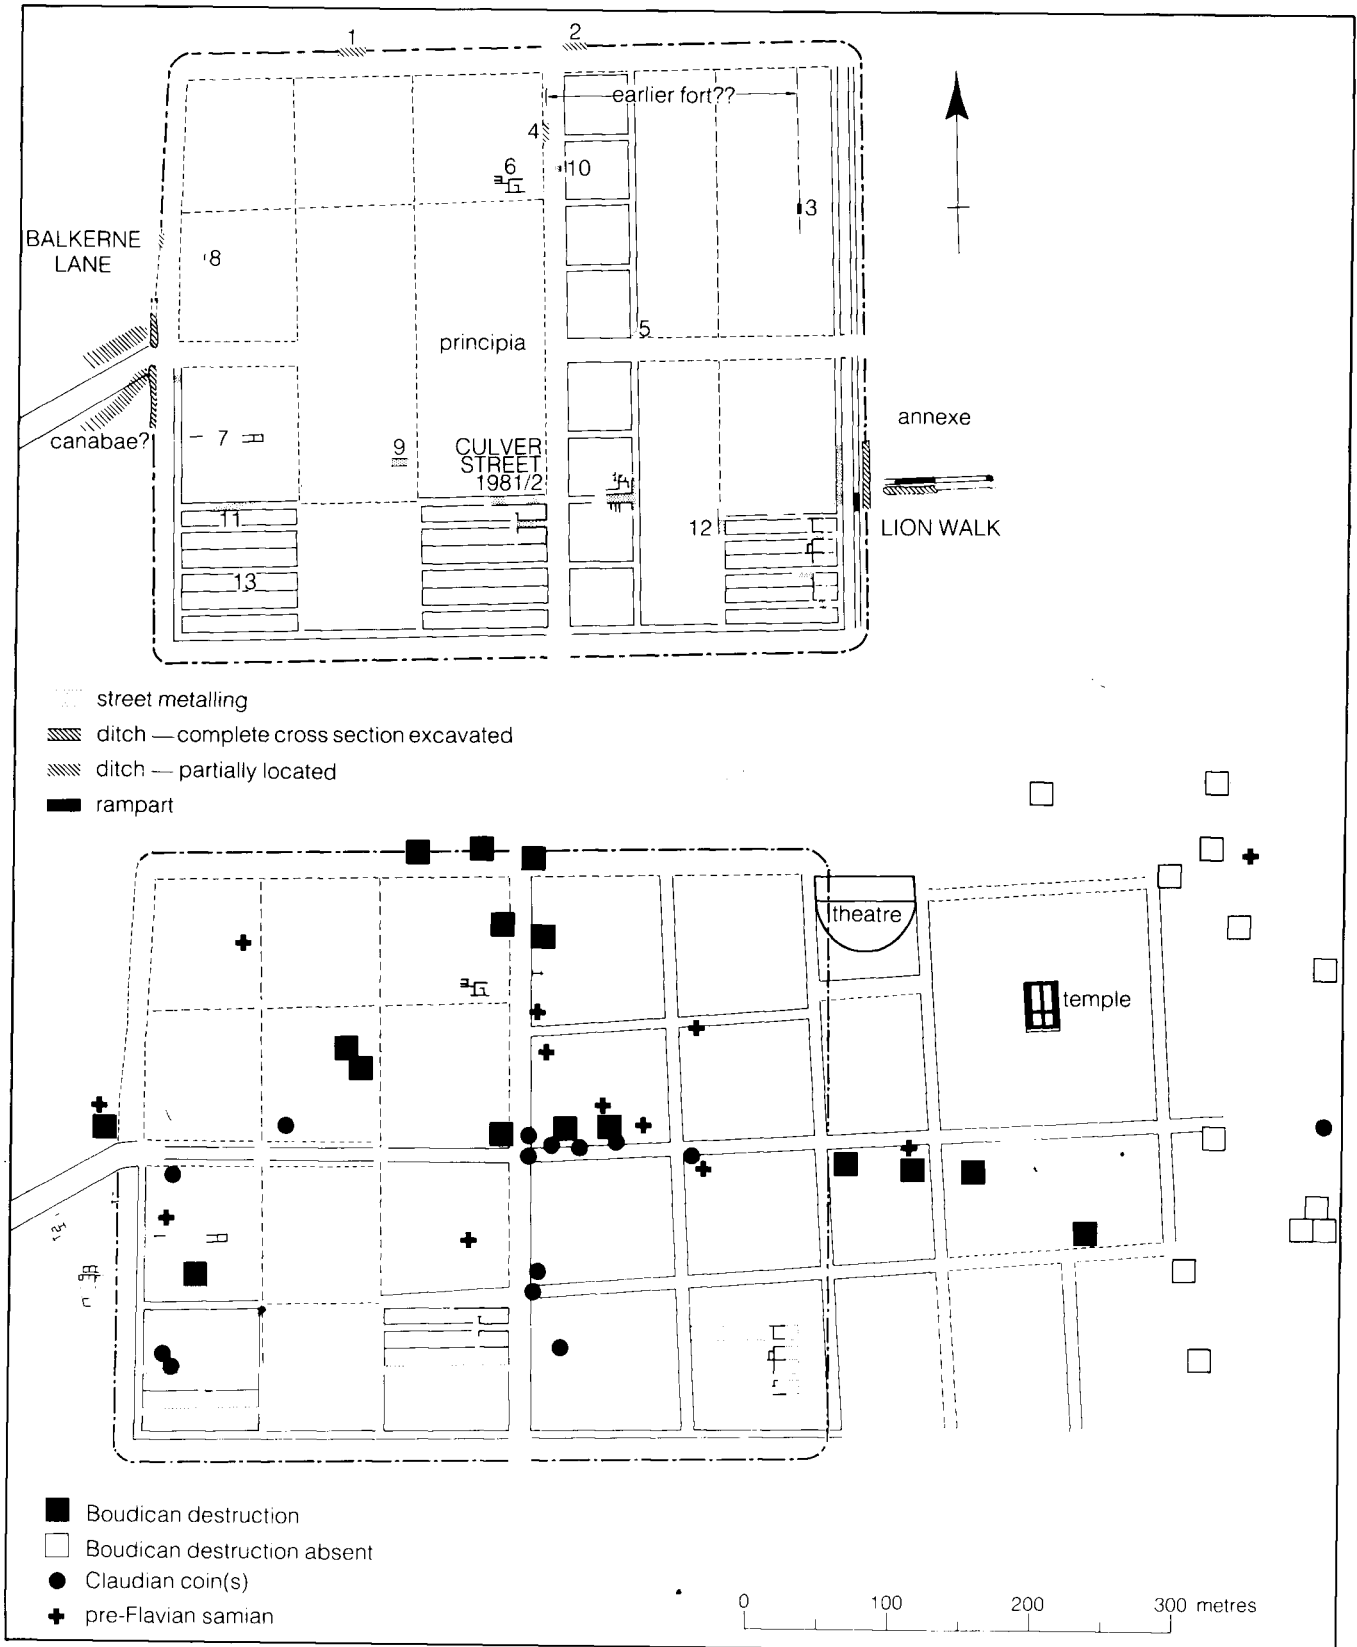 1
2
earlier fort??
4
6
10
3
BALKERNE
LANE
8
5
principia
annexe
canabae?
7
9
CULVER
STREET
1981/2
11
12
LION WALK
13
street metalling
ditch — complete cross section excavated
ditch — partially located
rampart
theatre
temple
Boudican destruction
Boudican destruction absent
Claudian coin(s)
pre-Flavian samian
0
100
200
300 metres